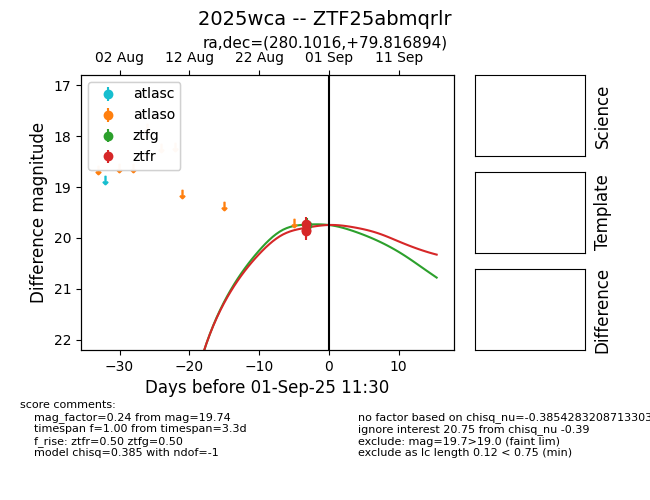 2025wca -- ZTF25abmqrlr
ra,dec=(280.1016,+79.816894)
02 Aug 12 Aug 22 Aug 01 Sep 11 Sep
17
18
19
20
21
22
Difference magnitude
atlasc
atlaso
ztfg
ztfr
−30 −20 −10 0 10
Days before 01-Sep-25 11:30
Science
Template
Difference
score comments:
mag_factor=0.24 from mag=19.74
timespan f=1.00 from timespan=3.3d
f_rise: ztfr=0.50 ztfg=0.50
model chisq=0.385 with ndof=-1
no factor based on chisq_nu=-0.3854283208713303
ignore interest 20.75 from chisq_nu -0.39
exclude: mag=19.7>19.0 (faint lim)
exclude as lc length 0.12 < 0.75 (min)